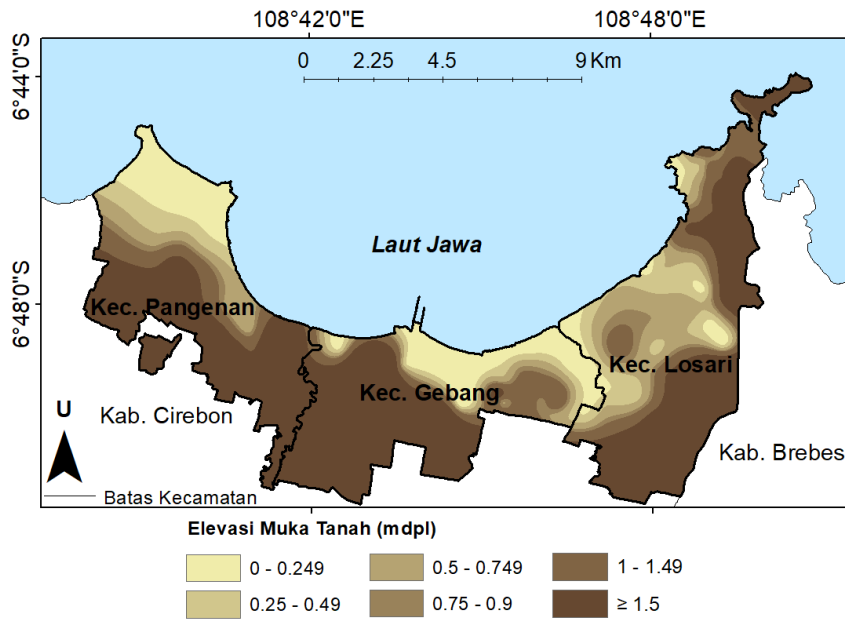 108°42'0"E 108°48'0"E
6°44'0"S
0 2.25 4.5 9 Km
Laut Jawa
6°48'0"S
Kec. Pangenan
Kec. Losari
Kec. Gebang
U
Kab. Cirebon
Kab. Brebes
Batas Kecamatan
Elevasi Muka Tanah (mdpl)
0 - 0.249 0.5 - 0.749 1 - 1.49
0.25 - 0.49 0.75 - 0.9 ≥ 1.5